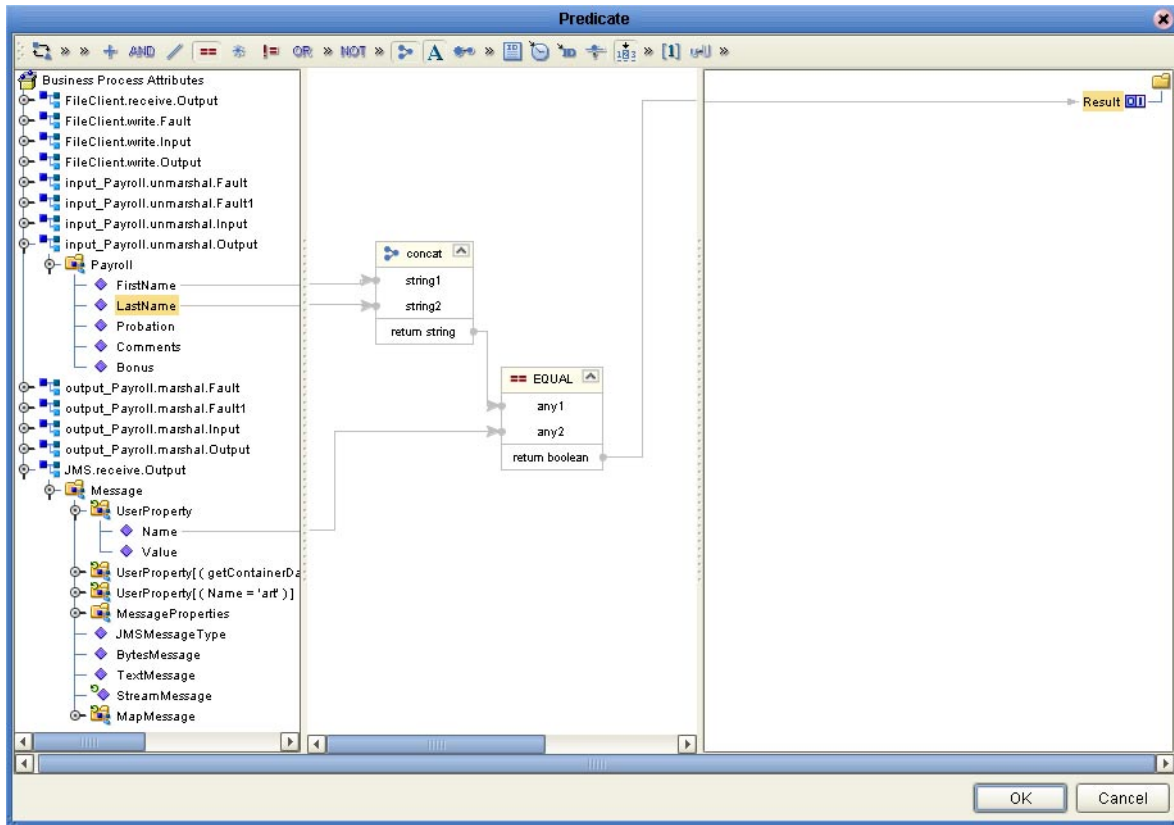 Predicate
» » AND == != OR » NOT » A » » [1] »
Business Process Attributes
FileClient.receive.Output
FileClient.write.Fault
FileClient.write.Input
FileClient.write.Output
input_Payroll.unmarshal.Fault
input_Payroll.unmarshal.Fault1
input_Payroll.unmarshal.Input
input_Payroll.unmarshal.Output
Payroll
FirstName
LastName
Probation
Comments
Bonus
output_Payroll.marshal.Fault
output_Payroll.marshal.Fault1
output_Payroll.marshal.Input
output_Payroll.marshal.Output
JMS.receive.Output
Message
UserProperty
Name
Value
UserProperty[ ( getContainerDa
UserProperty[ ( Name = 'art' ) ]
MessageProperties
JMSMessageType
BytesMessage
TextMessage
StreamMessage
MapMessage
concat
string1
string2
return string
== EQUAL
any1
any2
return boolean
Result
OK
Cancel